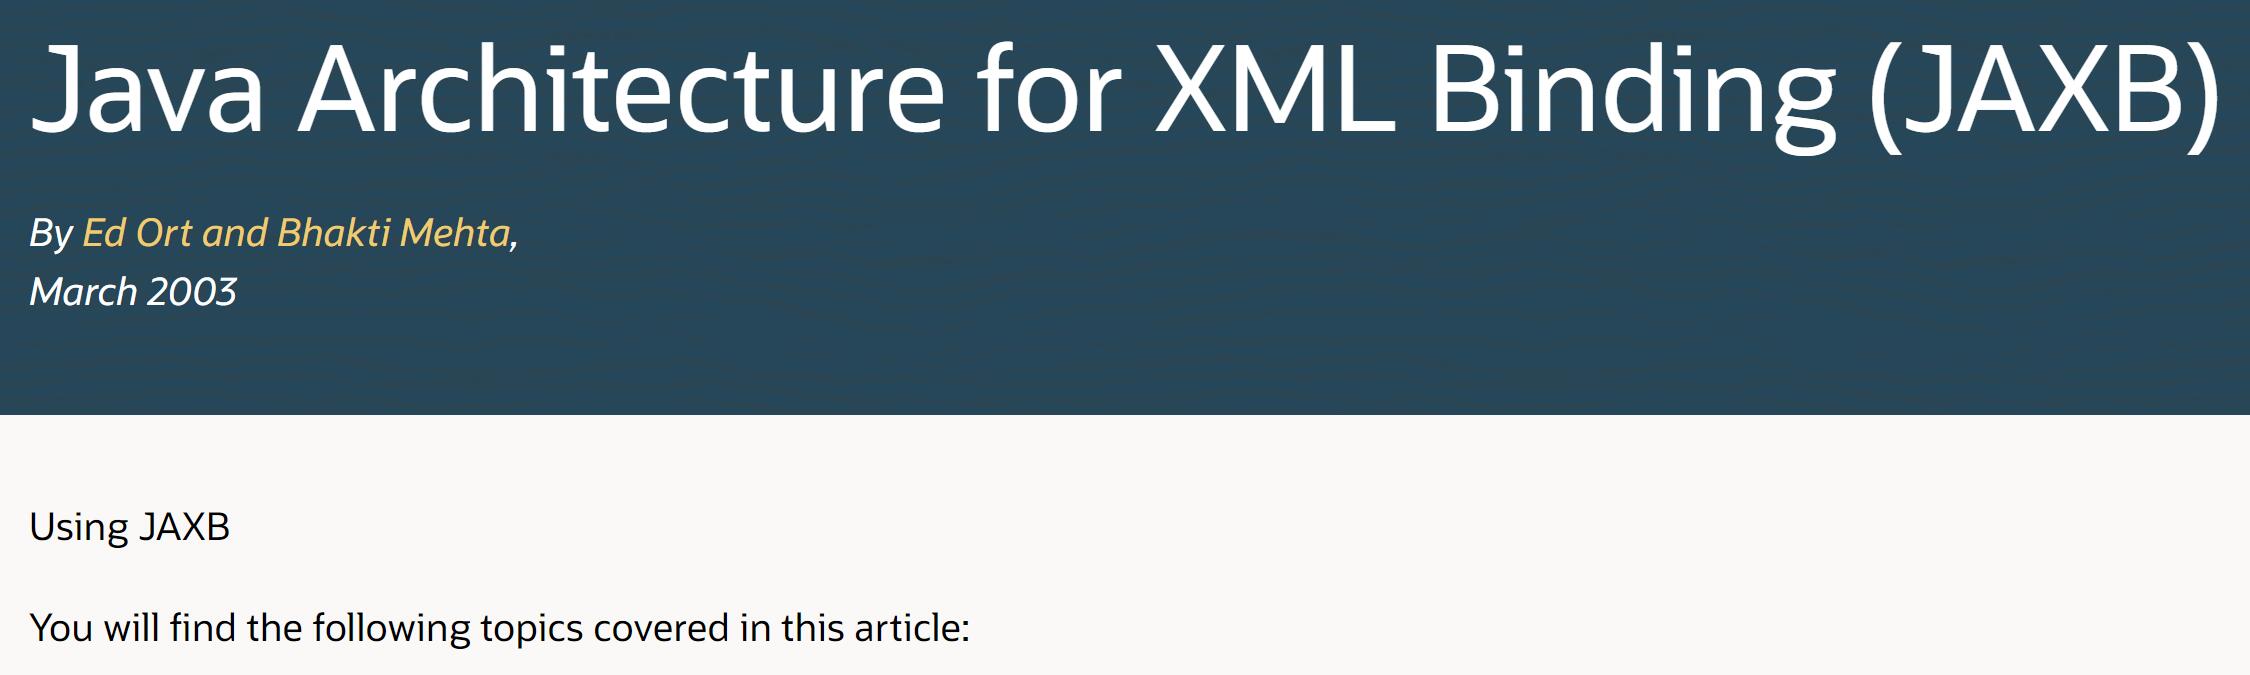 Java Architecture for XML Binding (JAXB)
By Ed Ort and Bhakti Mehta,
March 2003
Using JAXB
You will find the following topics covered in this article: